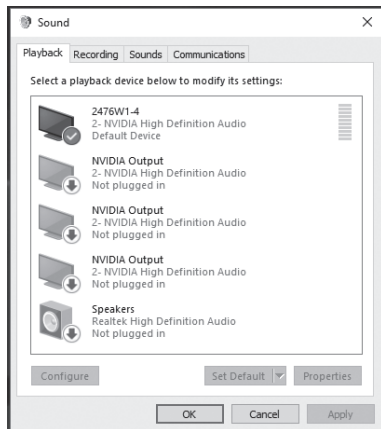 Sound
Playback Recording Sounds Communications
Select a playback device below to modify its settings:
2476W1-4
2- NVIDIA High Definition Audio
Default Device
NVIDIA Output
2- NVIDIA High Definition Audio
Not plugged in
NVIDIA Output
2- NVIDIA High Definition Audio
Not plugged in
NVIDIA Output
2- NVIDIA High Definition Audio
Not plugged in
Speakers
Realtek High Definition Audio
Not plugged in
Configure Set Default Properties
OK Cancel Apply